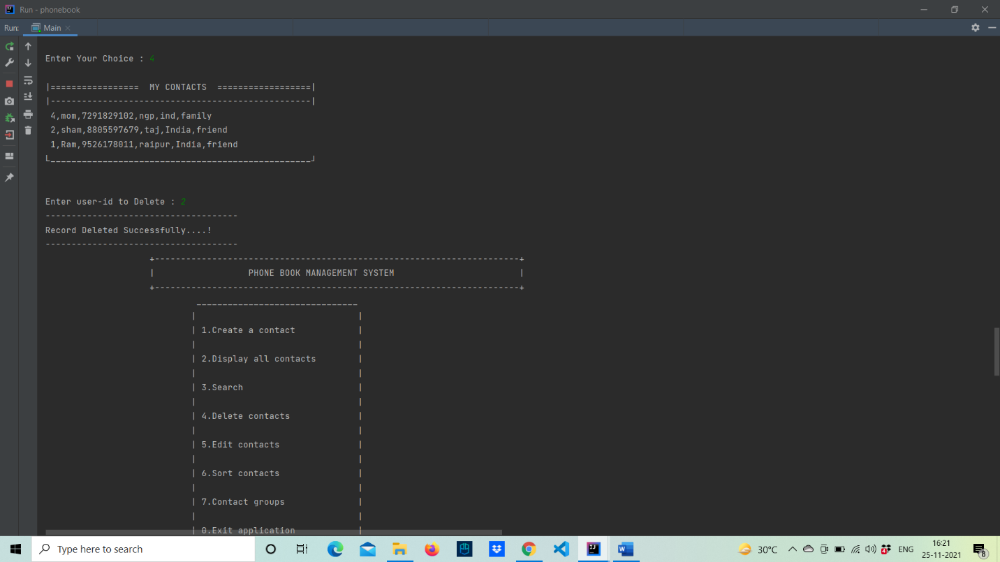 Run - phonebook
Run: Main
Enter Your Choice : 4
|================= MY CONTACTS ==================|
|--------------------------------------------------|
4,mom,7291829102,ngp,ind,family
2,sham,8805597679,taj,India,friend
1,Ram,9526178011,raipur,India,friend
└__________________________________________________┘
Enter user-id to Delete : 2
-------------------------------------
Record Deleted Successfully....!
-------------------------------------
+----------------------------------------------------------------------+
| PHONE BOOK MANAGEMENT SYSTEM |
+----------------------------------------------------------------------+
_______________________________
| |
| 1.Create a contact |
| |
| 2.Display all contacts |
| |
| 3.Search |
| |
| 4.Delete contacts |
| |
| 5.Edit contacts |
| |
| 6.Sort contacts |
| |
| 7.Contact groups |
| |
| 0.Exit application |
Type here to search
30°C
4
ENG
16:21
25-11-2021
8